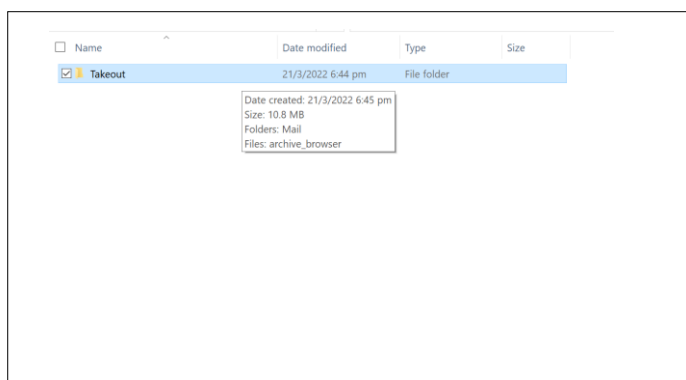 Name Date modified Type Size
Takeout 21/3/2022 6:44 pm File folder
Date created: 21/3/2022 6:45 pm
Size: 10.8 MB
Folders: Mail
Files: archive_browser